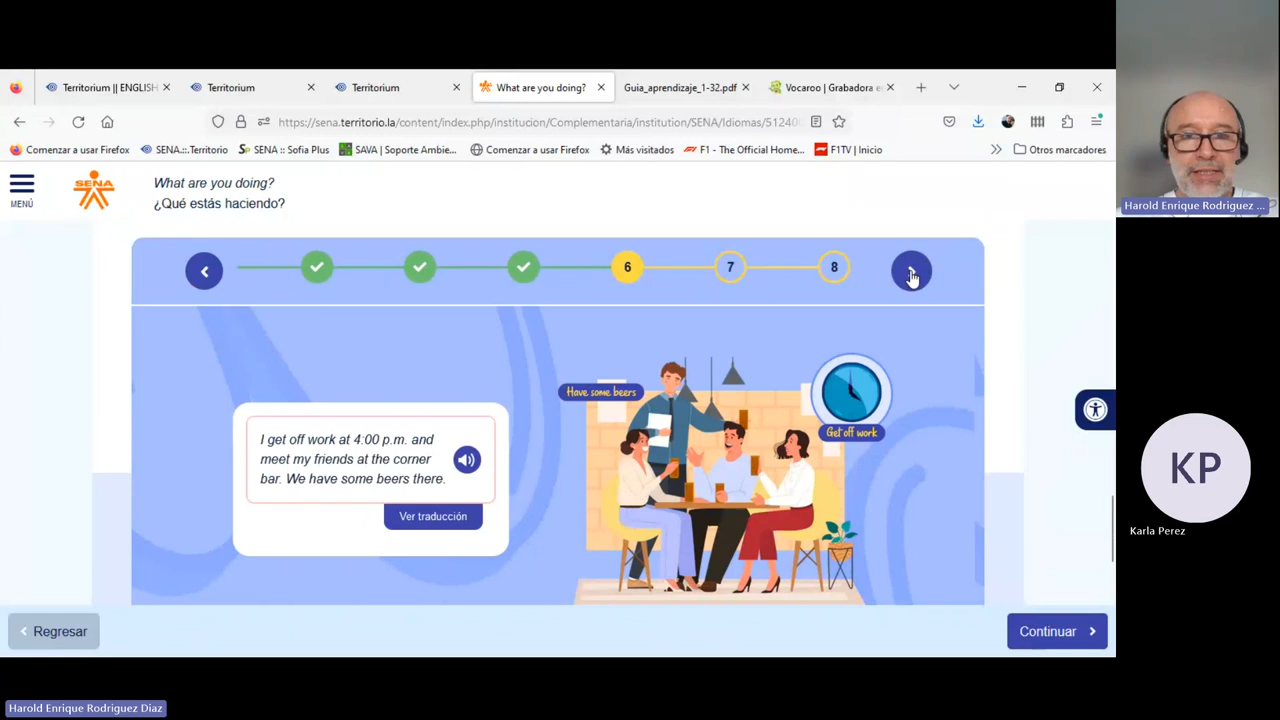 Territorium || ENGLISH
Territorium
Territorium
What are you doing?
Guia_aprendizaje_1-32.pdf
Vocaroo | Grabadora
https://sena.territorio.la/content/index.php/institucion/Complementaria/institution/SENA/Idiomas/51240
Comenzar a usar Firefox
SENA.::.Territorio
SENA :: Sofia Plus
SAVA | Soporte Ambie...
Comenzar a usar Firefox
Más visitados
F1 - The Official Home...
F1TV | Inicio
Otros marcadores
MENÚ
SENA
What are you doing?
¿Qué estás haciendo?
6
7
8
Have some beers
Get off work
I get off work at 4:00 p.m. and
meet my friends at the corner
bar. We have some beers there.
Ver traducción
Regresar
Continuar
Harold Enrique Rodriguez ...
KP
Karla Perez
Harold Enrique Rodriguez Diaz